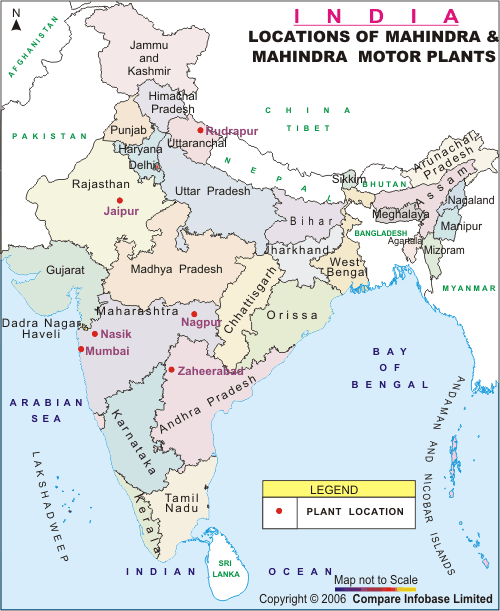 I N D I A
LOCATIONS OF MAHINDRA &
MAHINDRA MOTOR PLANTS
N
AFGHANISTAN
Jammu
and
Kashmir
Himachal
Pradesh
CHINA
TIBET
PAKISTAN
Punjab
Rudrapur
Uttaranchal
Haryana
Delhi
NEPAL
Arunachal
Pradesh
Sikkim
BHUTAN
Assam
Rajasthan
Jaipur
Uttar Pradesh
Nagaland
Bihar
Meghalaya
Manipur
BANGLADESH
Agartala
Mizoram
Jharkhand
Gujarat
Madhya Pradesh
West
Bengal
MYANMAR
Chhattisgarh
Maharashtra
Orissa
Dadra Nagar
Haveli
Nasik
Nagpur
Mumbai
Zaheerabad
BAY
OF
BENGAL
ARABIAN
SEA
Andhra Pradesh
Karnataka
ANDAMAN AND NICOBAR ISLANDS
LAKSHADWEEP
LEGEND
PLANT LOCATION
Tamil
Nadu
Kerala
SRI
LANKA
INDIAN OCEAN
Map not to Scale
Copyright © 2006 Compare Infobase Limited